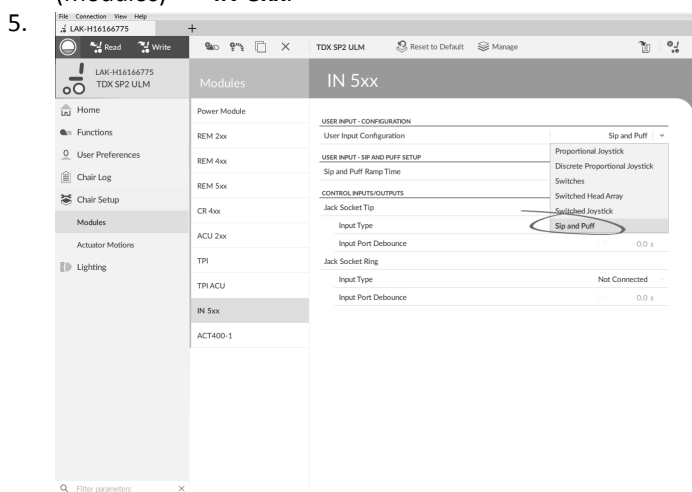 (modules) IN 5xx.
5.
File Connection View Help
LAK-H16166775 +
Read Write TDX SP2 ULM Reset to Default Manage
LAK-H16166775
TDX SP2 ULM
Modules
IN 5xx
Home
Functions
User Preferences
Chair Log
Chair Setup
Modules
Actuator Motions
Lighting
Power Module
REM 2xx
REM 4xx
REM 5xx
CR 4xx
ACU 2xx
TPI
TPI ACU
IN 5xx
ACT400-1
USER INPUT - CONFIGURATION
User Input Configuration Sip and Puff
USER INPUT - SIP AND PUFF SETUP
Sip and Puff Ramp Time
CONTROL INPUTS/OUTPUTS
Jack Socket Tip
Input Type
Input Port Debounce 0.0 s
Jack Socket Ring
Input Type Not Connected
Input Port Debounce 0.0 s
Proportional Joystick
Discrete Proportional Joystick
Switches
Switched Head Array
Switched Joystick
Sip and Puff
Filter parameters